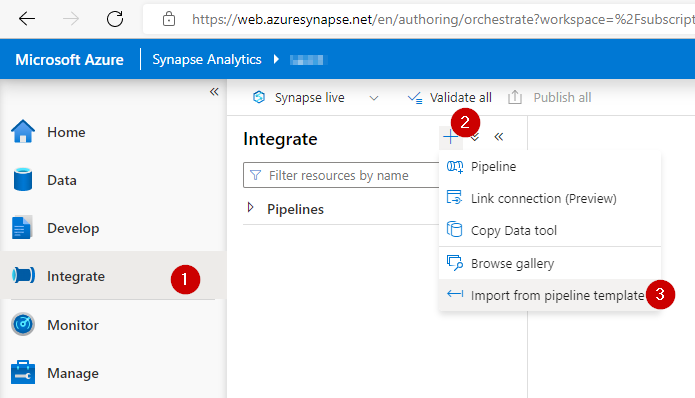 https://web.azuresynapse.net/en/authoring/orchestrate?workspace=%2Fsubscript
Microsoft Azure Synapse Analytics
Synapse live Validate all Publish all
2
Home
Integrate
Data
Filter resources by name
Pipeline
Link connection (Preview)
Develop
Pipelines
Copy Data tool
Browse gallery
Integrate
1
Import from pipeline template
3
Monitor
Manage